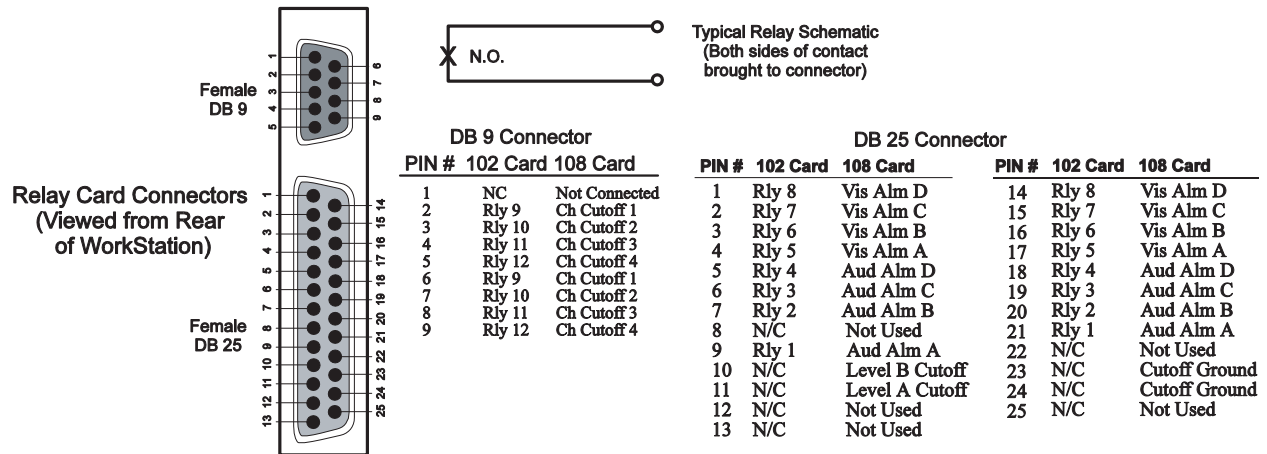 Relay Card Connectors
(Viewed from Rear
of WorkStation)
Female
DB 9
1
2
3
4
5
6
7
8
9
Female
DB 25
1
2
3
4
5
6
7
8
9
10
11
12
13
14
15
16
17
18
19
20
21
22
23
24
25
N.O.
Typical Relay Schematic
(Both sides of contact
brought to connector)
DB 9 Connector
PIN # 102 Card 108 Card
1 NC Not Connected
2 Rly 9 Ch Cutoff 1
3 Rly 10 Ch Cutoff 2
4 Rly 11 Ch Cutoff 3
5 Rly 12 Ch Cutoff 4
6 Rly 9 Ch Cutoff 1
7 Rly 10 Ch Cutoff 2
8 Rly 11 Ch Cutoff 3
9 Rly 12 Ch Cutoff 4
DB 25 Connector
PIN # 102 Card 108 Card
1 Rly 8 Vis Alm D
2 Rly 7 Vis Alm C
3 Rly 6 Vis Alm B
4 Rly 5 Vis Alm A
5 Rly 4 Aud Alm D
6 Rly 3 Aud Alm C
7 Rly 2 Aud Alm B
8 N/C Not Used
9 Rly 1 Aud Alm A
10 N/C Level B Cutoff
11 N/C Level A Cutoff
12 N/C Not Used
13 N/C Not Used
PIN # 102 Card 108 Card
14 Rly 8 Vis Alm D
15 Rly 7 Vis Alm C
16 Rly 6 Vis Alm B
17 Rly 5 Vis Alm A
18 Rly 4 Aud Alm D
19 Rly 3 Aud Alm C
20 Rly 2 Aud Alm B
21 Rly 1 Aud Alm A
22 N/C Not Used
23 N/C Cutoff Ground
24 N/C Cutoff Ground
25 N/C Not Used